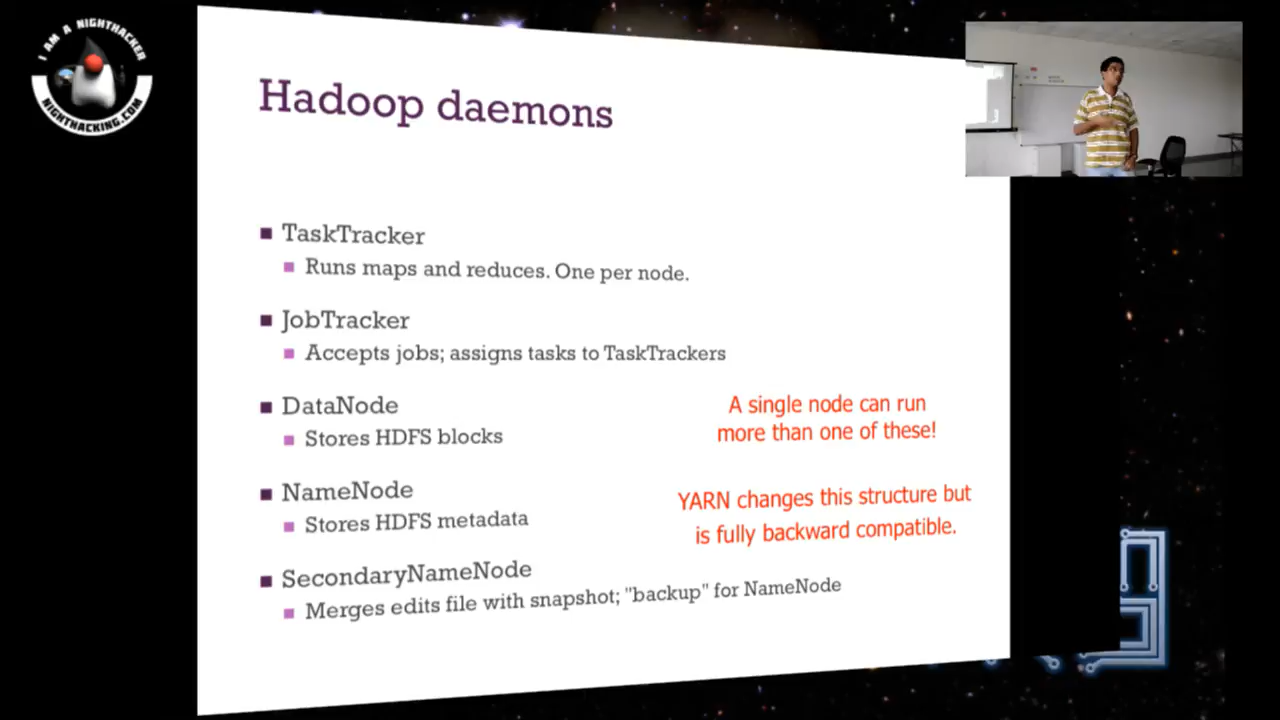 I AM A NIGHTHACKER
NIGHTHACKING.COM
Hadoop daemons
TaskTracker
Runs maps and reduces. One per node.
JobTracker
Accepts jobs; assigns tasks to TaskTrackers
DataNode
Stores HDFS blocks
A single node can run
more than one of these!
NameNode
Stores HDFS metadata
YARN changes this structure but
is fully backward compatible.
SecondaryNameNode
Merges edits file with snapshot; "backup" for NameNode